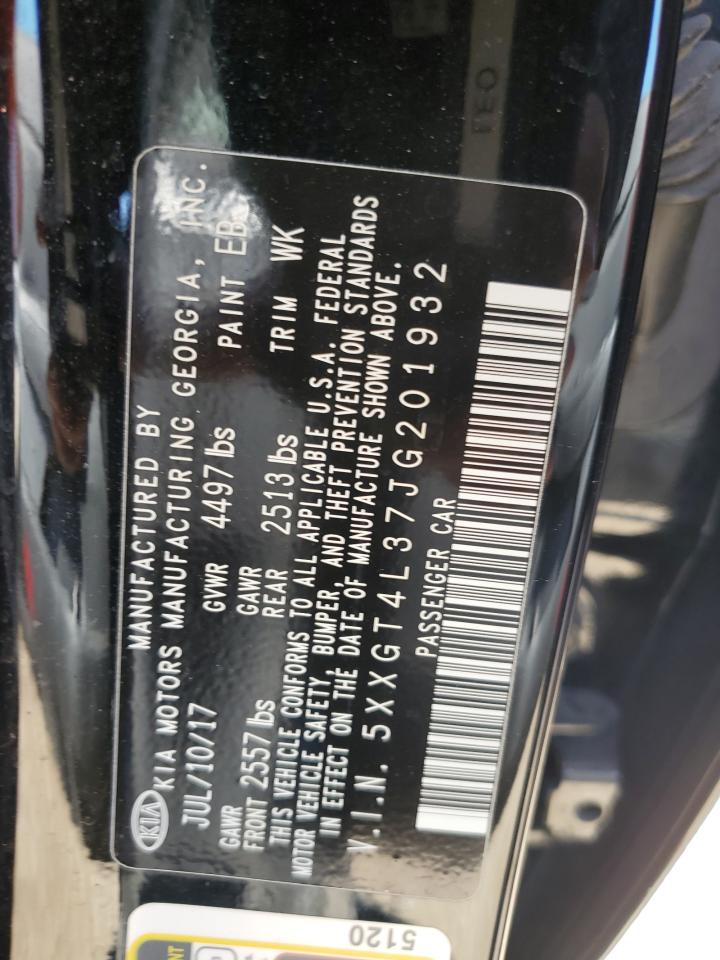 MANUFACTURED BY
KIA KIA MOTORS MANUFACTURING GEORGIA, INC.
JUL/10/17 GVWR 4497 lbs PAINT EB
GAWR FRONT 2557 lbs GAWR REAR 2513 lbs TRIM WK
THIS VEHICLE CONFORMS TO ALL APPLICABLE U.S.A. FEDERAL
MOTOR VEHICLE SAFETY, BUMPER, AND THEFT PREVENTION STANDARDS
IN EFFECT ON THE DATE OF MANUFACTURE SHOWN ABOVE.
V.I.N. 5XXGT4L37JG201932
PASSENGER CAR
5120